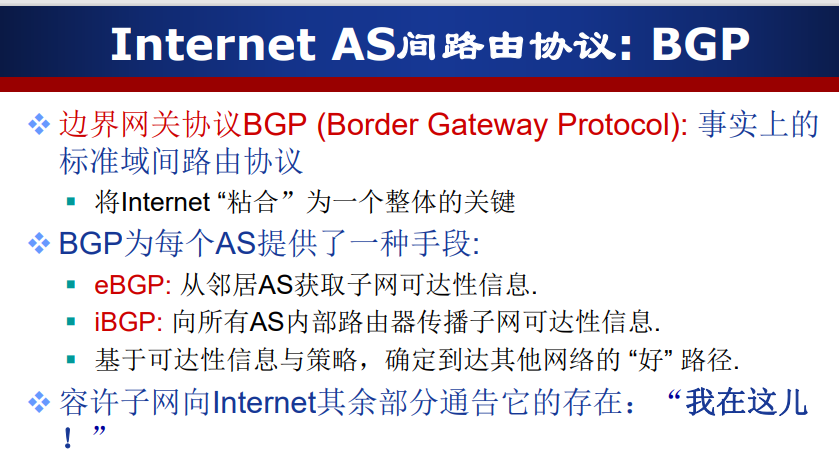 Internet AS间路由协议: BGP
❖ 边界网关协议BGP (Border Gateway Protocol): 事实上的
标准域间路由协议
▪ 将Internet “粘合”为一个整体的关键
❖ BGP为每个AS提供了一种手段:
▪ eBGP: 从邻居AS获取子网可达性信息.
▪ iBGP: 向所有AS内部路由器传播子网可达性信息.
▪ 基于可达性信息与策略，确定到达其他网络的 “好” 路径.
❖ 容许子网向Internet其余部分通告它的存在：“我在这儿
！”